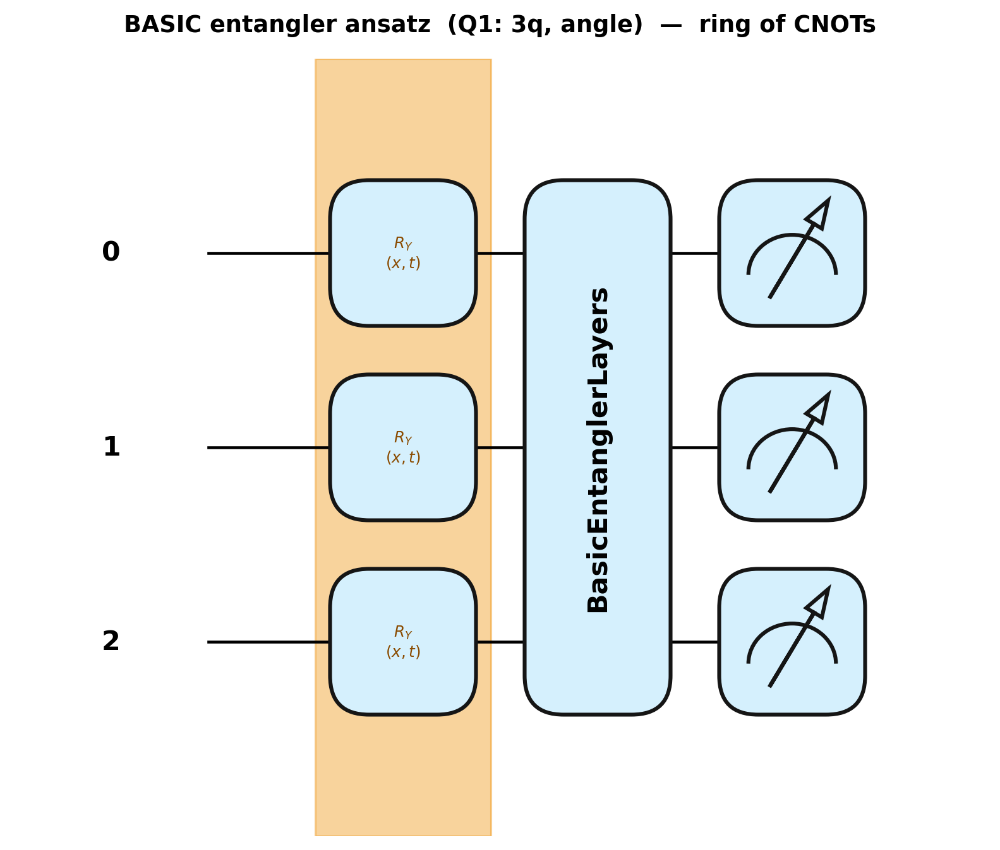 BASIC entangler ansatz (Q1: 3q, angle) — ring of CNOTs
0
R_Y
(x, t)
1
R_Y
(x, t)
2
R_Y
(x, t)
BasicEntanglerLayers